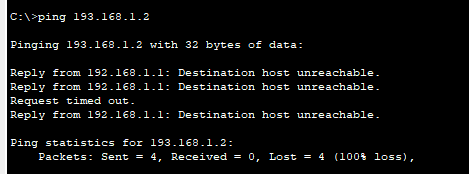 C:\>ping 193.168.1.2
Pinging 193.168.1.2 with 32 bytes of data:
Reply from 192.168.1.1: Destination host unreachable.
Reply from 192.168.1.1: Destination host unreachable.
Request timed out.
Reply from 192.168.1.1: Destination host unreachable.
Ping statistics for 193.168.1.2:
    Packets: Sent = 4, Received = 0, Lost = 4 (100% loss),